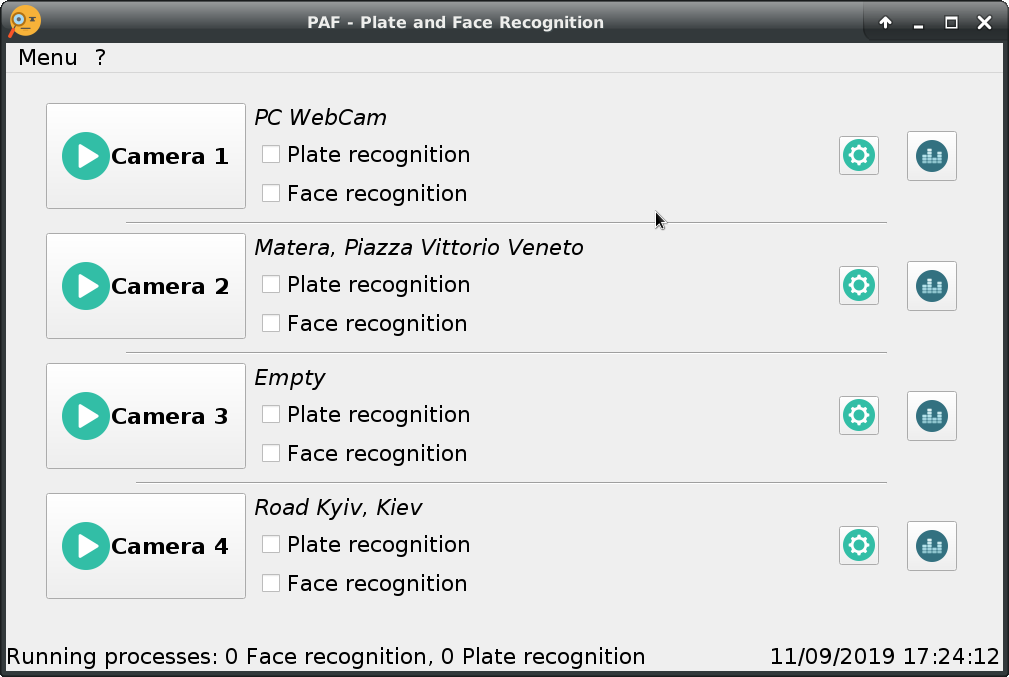 PAF - Plate and Face Recognition
Menu ?
PC WebCam
Camera 1
Plate recognition
Face recognition
Matera, Piazza Vittorio Veneto
Camera 2
Plate recognition
Face recognition
Empty
Camera 3
Plate recognition
Face recognition
Road Kyiv, Kiev
Camera 4
Plate recognition
Face recognition
Running processes: 0 Face recognition, 0 Plate recognition 11/09/2019 17:24:12